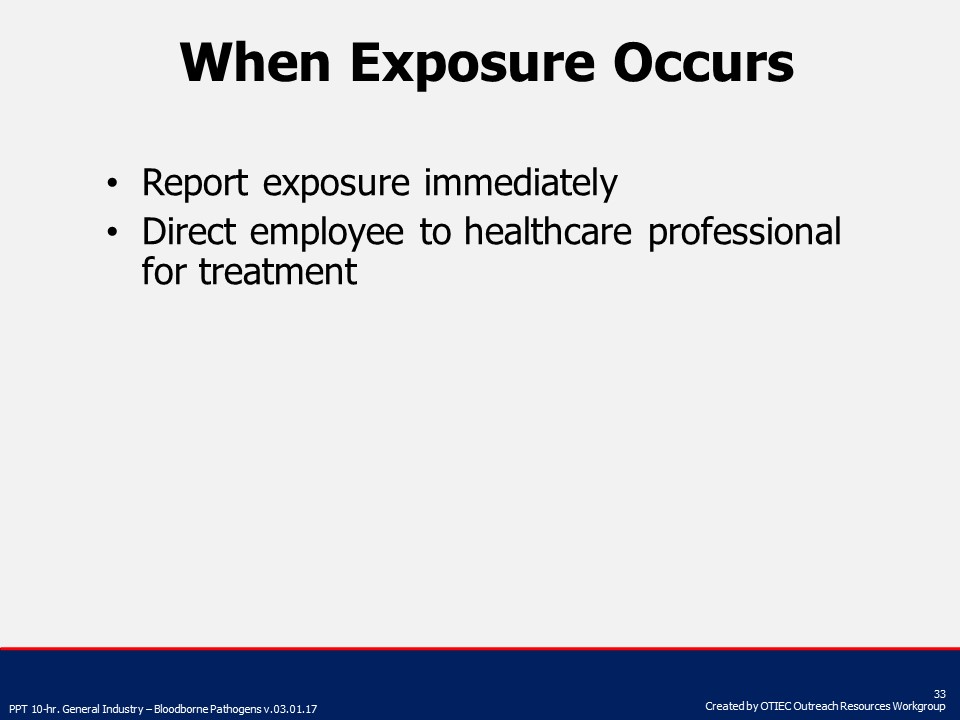 When Exposure Occurs
• Report exposure immediately
• Direct employee to healthcare professional
for treatment
33
PPT 10-hr. General Industry – Bloodborne Pathogens v.03.01.17
Created by OTIEC Outreach Resources Workgroup